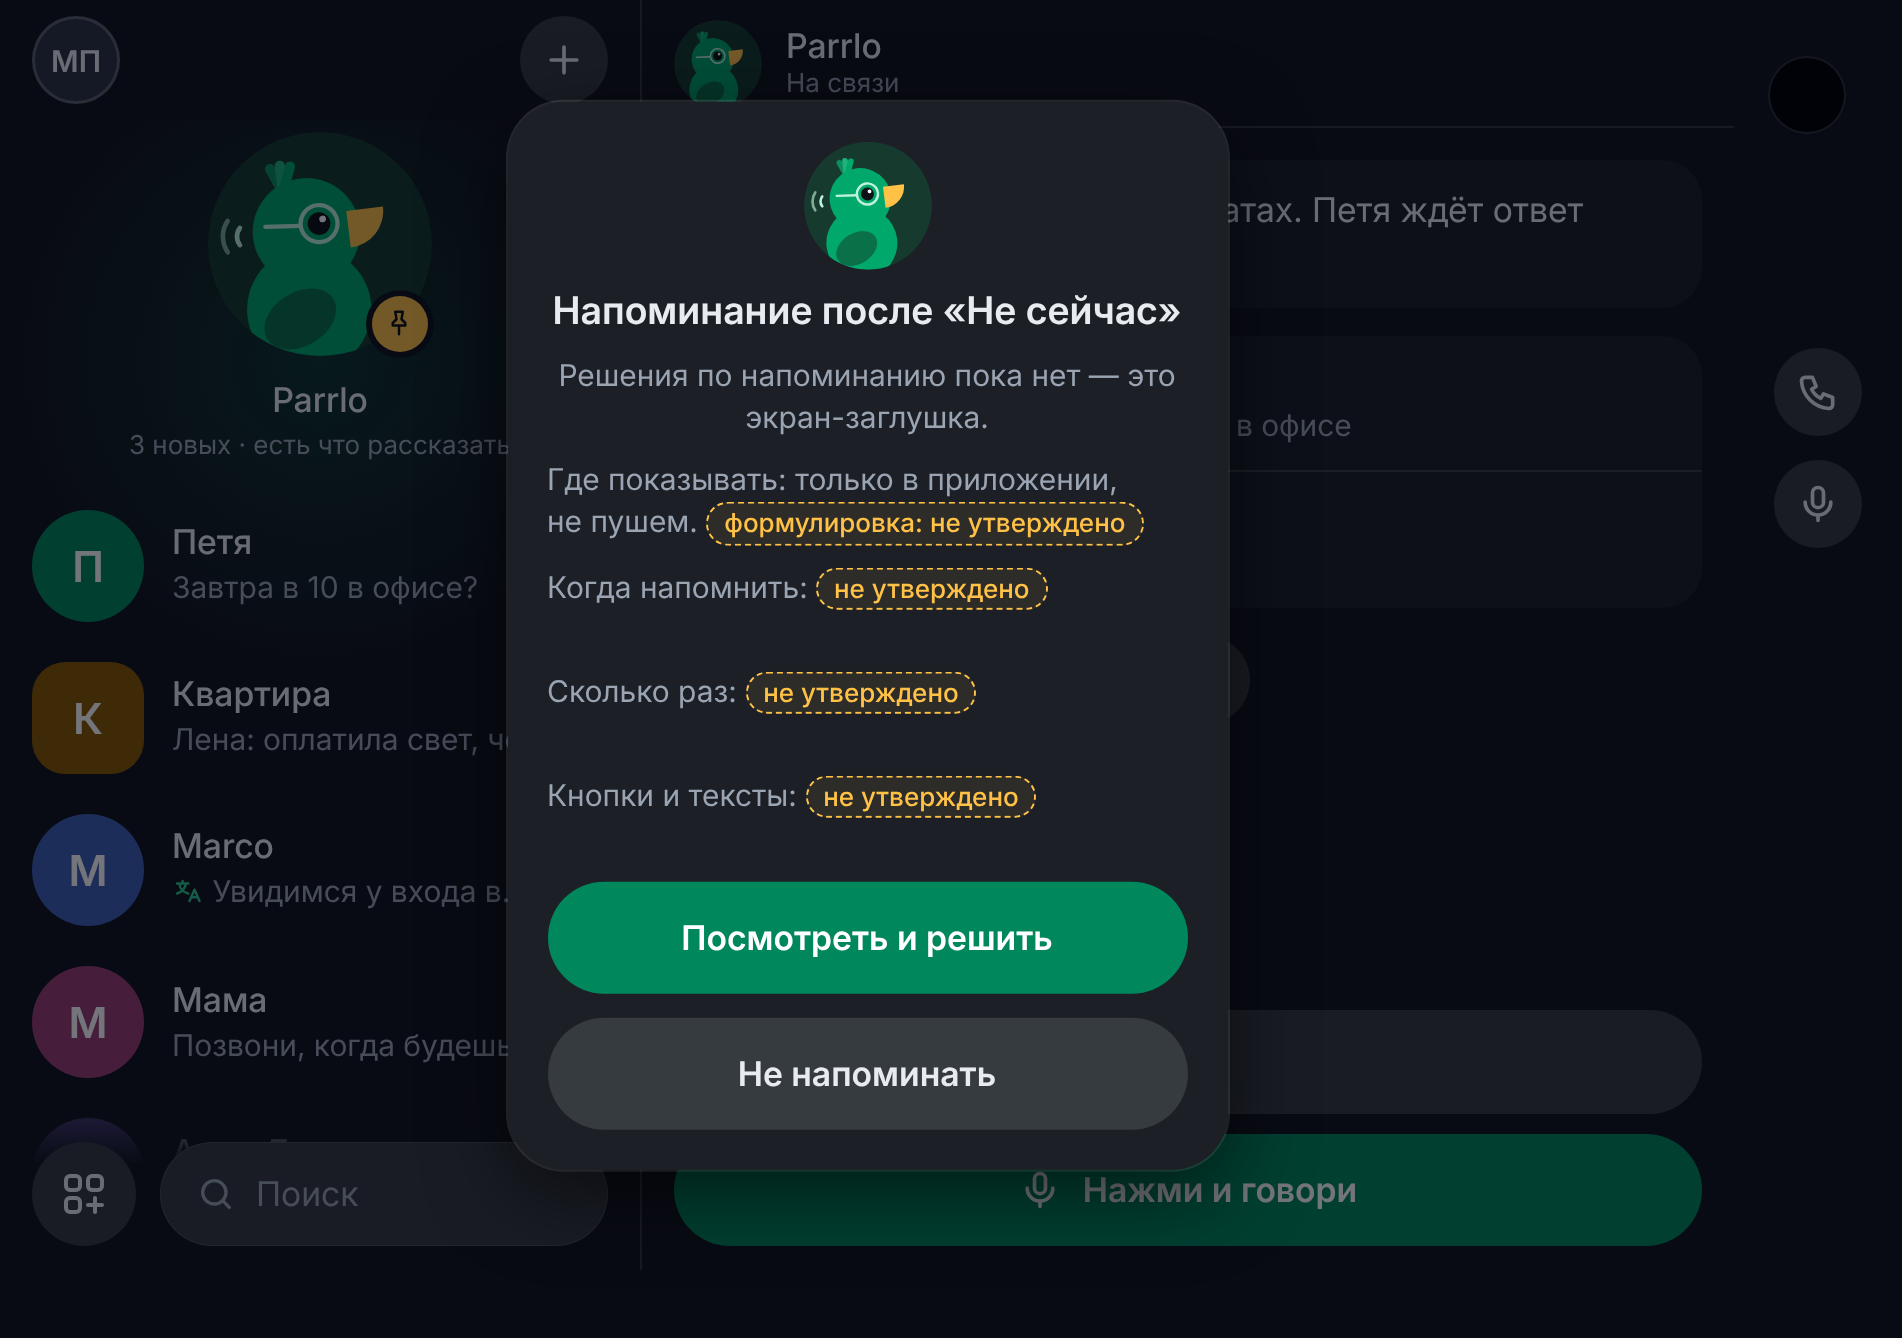 МП
Parrlo
На связи
Parrlo
3 новых · есть что рассказать
Петя
Завтра в 10 в офисе?
Квартира
Лена: оплатила свет,
Marco
Увидимся у входа в.
Мама
Позвони, когда будешь
Поиск
П
К
М
М
Напоминание после «Не сейчас»
Решения по напоминанию пока нет — это
экран-заглушка.
Где показывать: только в приложении,
не пушем. формулировка: не утверждено
Когда напомнить: не утверждено
Сколько раз: не утверждено
Кнопки и тексты: не утверждено
Посмотреть и решить
Не напоминать
Петя ждёт ответ
в офисе
Нажми и говори